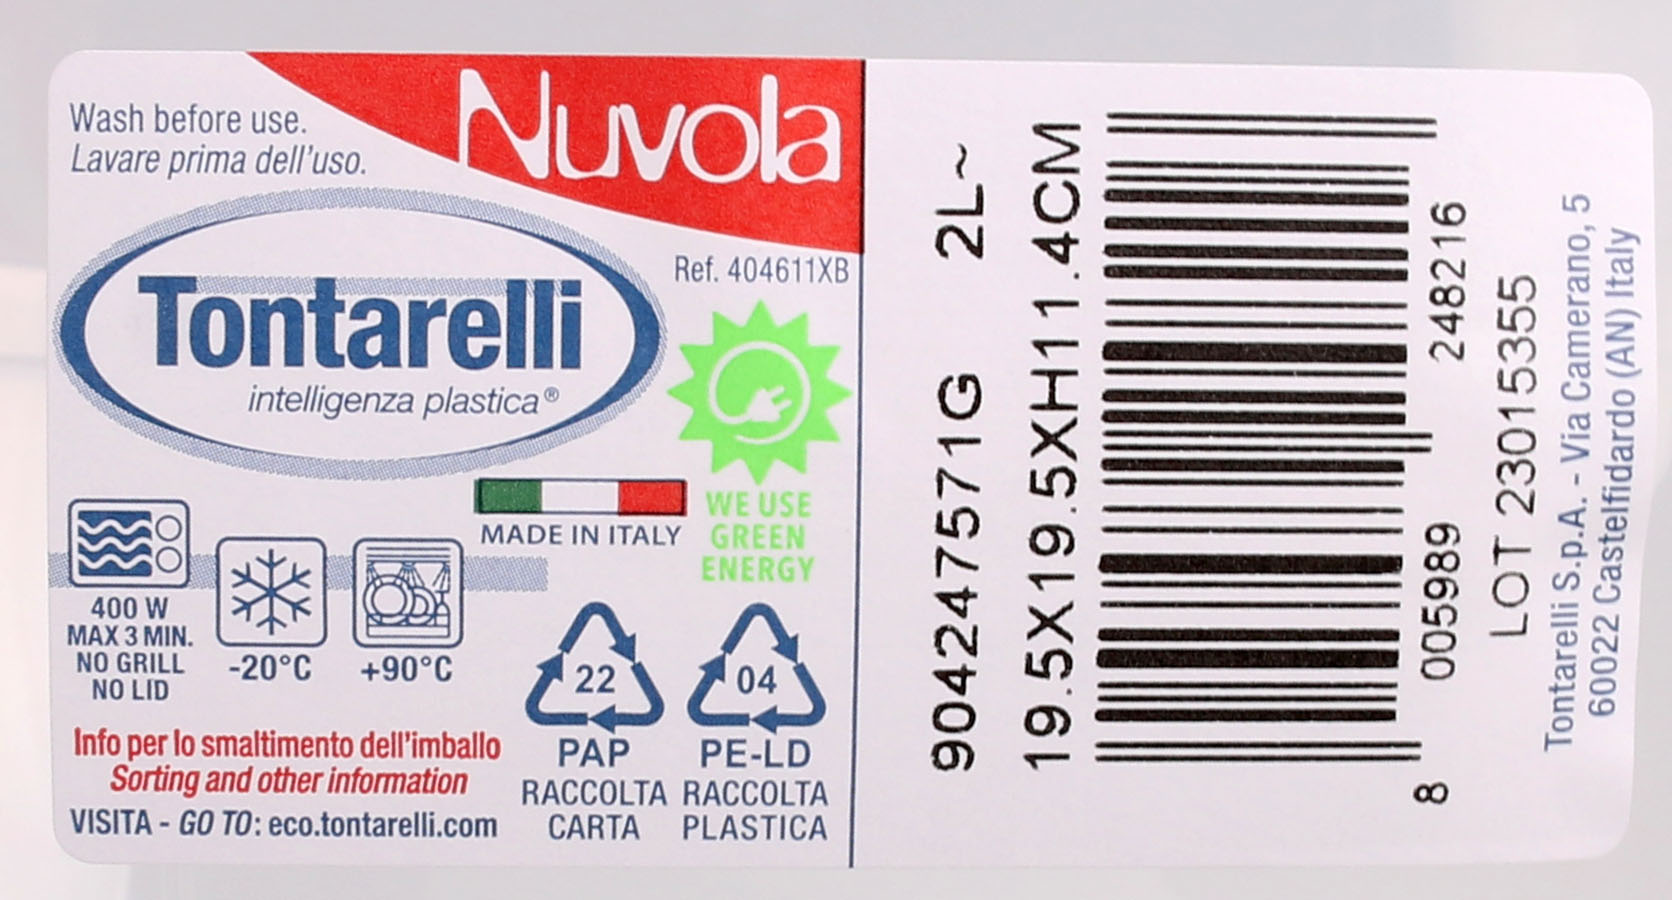 Wash before use.
Lavare prima dell'uso.
Nuvola
Ref. 404611XB
Tontarelli
intelligenza plastica®
MADE IN ITALY
WE USE
GREEN
ENERGY
400 W
MAX 3 MIN.
NO GRILL
NO LID
-20°C
+90°C
22
PAP
RACCOLTA
CARTA
04
PE-LD
RACCOLTA
PLASTICA
Info per lo smaltimento dell'imballo
Sorting and other information
VISITA - GO TO: eco.tontarelli.com
904247571G 2L~
19.5X19.5XH11.4CM
8 005989 248216
LOT 23015355
Tontarelli S.p.A. - Via Camerano, 5
60022 Castelfidardo (AN) Italy